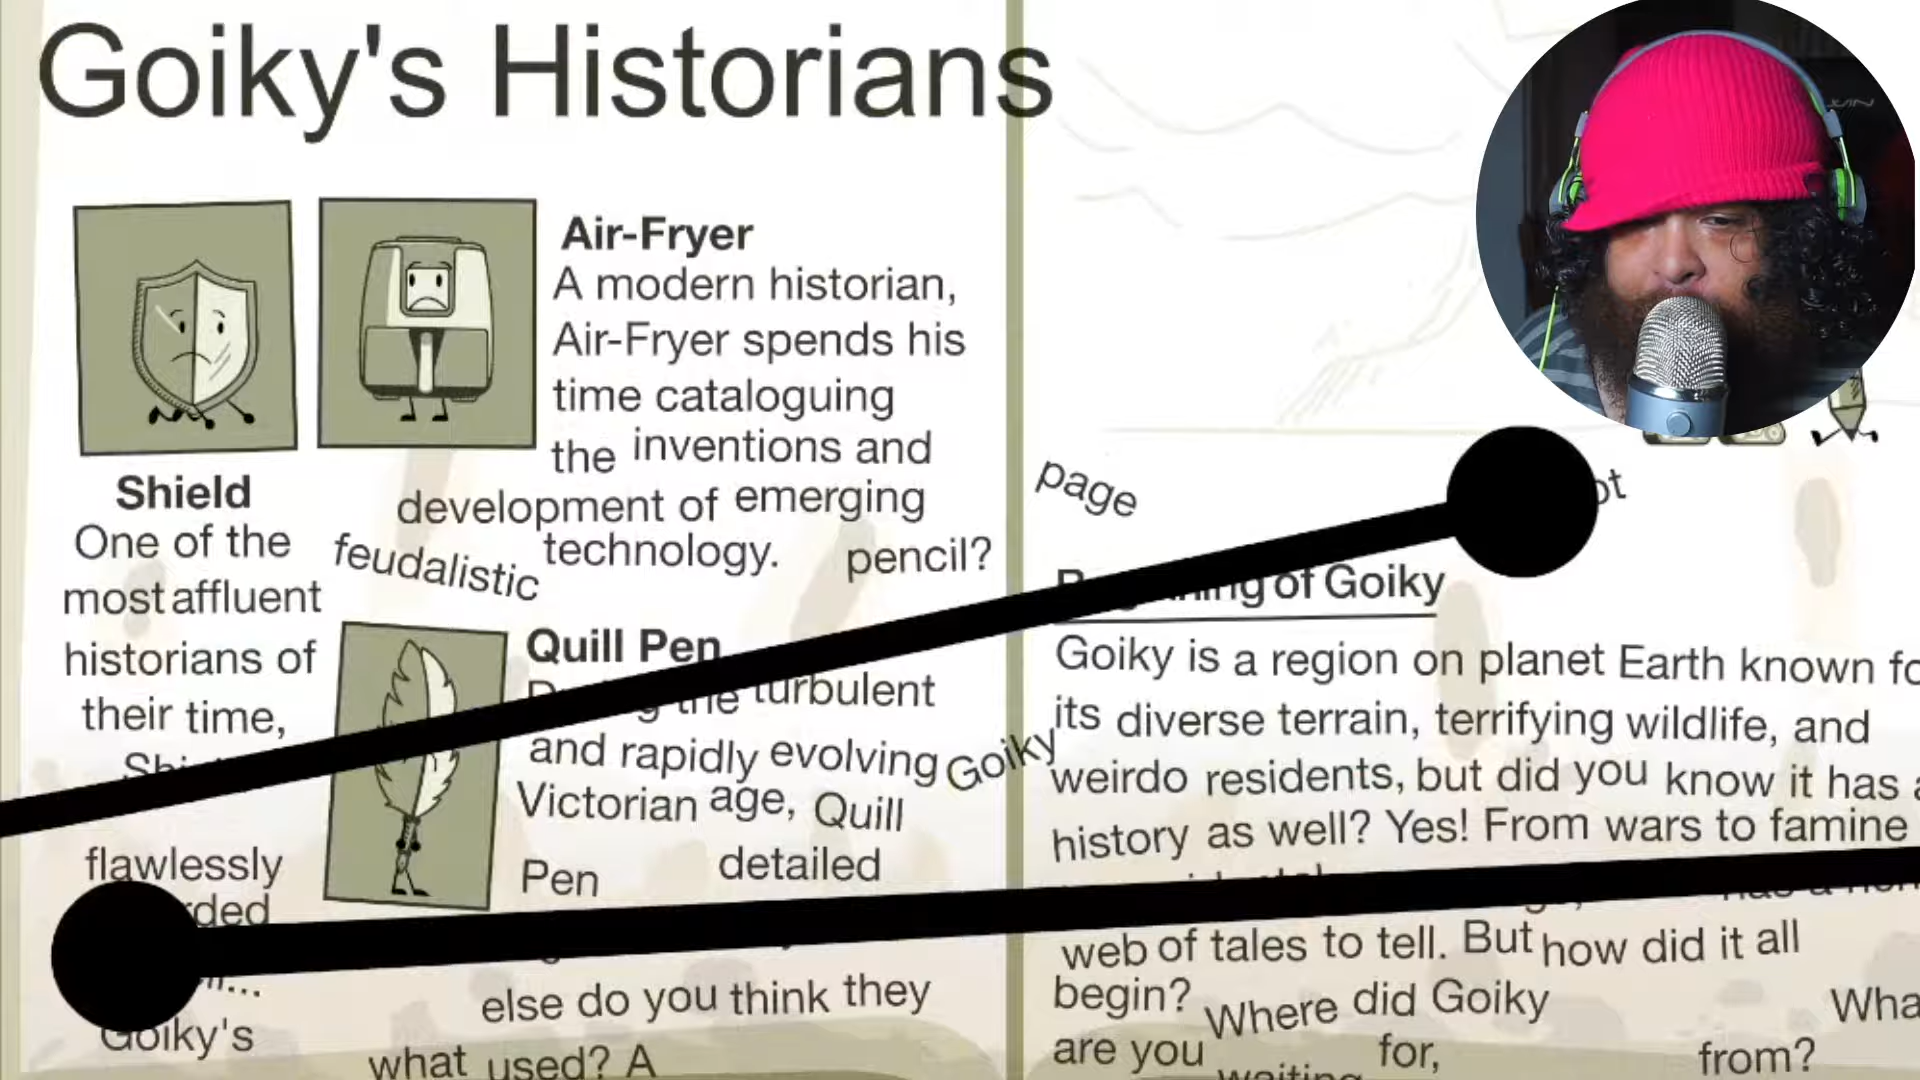 Goiky's Historians
Air-Fryer
A modern historian,
Air-Fryer spends his
time cataloguing
the inventions and
development of emerging
technology.
pencil?
feudalistic
Shield
One of the
most affluent
historians of
their time,
flawlessly
Goiky's
Quill Pen
the turbulent
and rapidly evolving
Victorian age, Quill
Pen detailed
else do you think they
what used? A
page
Goiky
of Goiky
Goiky is a region on planet Earth known
its diverse terrain, terrifying wildlife, and
weirdo residents, but did you know it has a
history as well? Yes! From wars to famine
web of tales to tell. But how did it all
begin? Where did Goiky
are you waiting for, from?